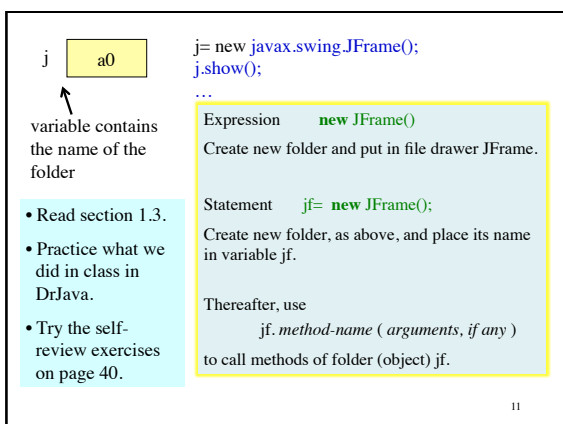 j
a0
variable contains
the name of the
folder
• Read section 1.3.
• Practice what we
did in class in
DrJava.
• Try the self-
review exercises
on page 40.
j= new javax.swing.JFrame();
j.show();
…
Expression new JFrame()
Create new folder and put in file drawer JFrame.
Statement jf= new JFrame();
Create new folder, as above, and place its name
in variable jf.
Thereafter, use
jf. method-name ( arguments, if any )
to call methods of folder (object) jf.
11